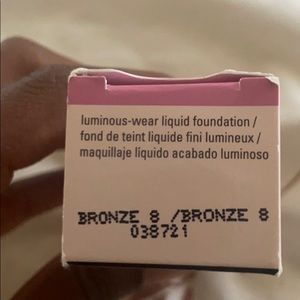 luminous-wear liquid foundation /
fond de teint liquide fini lumineux /
maquillaje líquido acabado luminoso
BRONZE 8 /BRONZE 8
038721